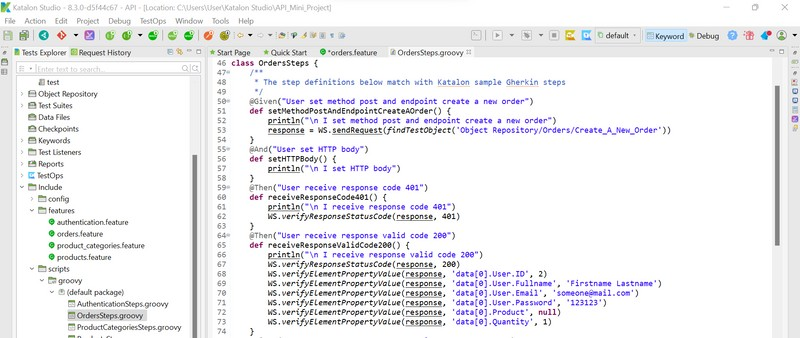 Katalon Studio - 8.3.0-d5f44c67 - API - [Location: C:\Users\User\Katalon Studio\API_Mini_Project]
File Action Edit Project Debug TestOps Window Tools Help
default Keyword Debug
Tests Explorer Request History
Start Page Quick Start *orders.feature OrdersSteps.groovy
Enter text to search...
test
Object Repository
Test Suites
Data Files
Checkpoints
Keywords
Test Listeners
Reports
TestOps
Include
config
features
authentication.feature
orders.feature
product_categories.feature
products.feature
scripts
groovy
(default package)
AuthenticationSteps.groovy
OrdersSteps.groovy
ProductCategoriesSteps.groovy
46 class OrdersSteps {
47 /**
48 * The step definitions below match with Katalon sample Gherkin steps
49 */
50 @Given("User set method post and endpoint create a new order")
51 def setMethodPostAndEndpointCreateAOrder() {
52 println("\n I set method post and endpoint create a new order")
53 response = WS.sendRequest(findTestObject('Object Repository/Orders/Create_A_New_Order'))
54 }
55 @And("User set HTTP body")
56 def setHTTPBody() {
57 println("\n I set HTTP body")
58 }
59 @Then("User receive response code 401")
60 def receiveResponseCode401() {
61 println("\n I receive response code 401")
62 WS.verifyResponseStatusCode(response, 401)
63 }
64 @Then("User receive response valid code 200")
65 def receiveResponseValidCode200() {
66 println("\n I receive response valid code 200")
67 WS.verifyResponseStatusCode(response, 200)
68 WS.verifyElementPropertyValue(response, 'data[0].User.ID', 2)
69 WS.verifyElementPropertyValue(response, 'data[0].User.Fullname', 'Firstname Lastname')
70 WS.verifyElementPropertyValue(response, 'data[0].User.Email', 'someone@mail.com')
71 WS.verifyElementPropertyValue(response, 'data[0].User.Password', '123123')
72 WS.verifyElementPropertyValue(response, 'data[0].Product', null)
73 WS.verifyElementPropertyValue(response, 'data[0].Quantity', 1)
74 }